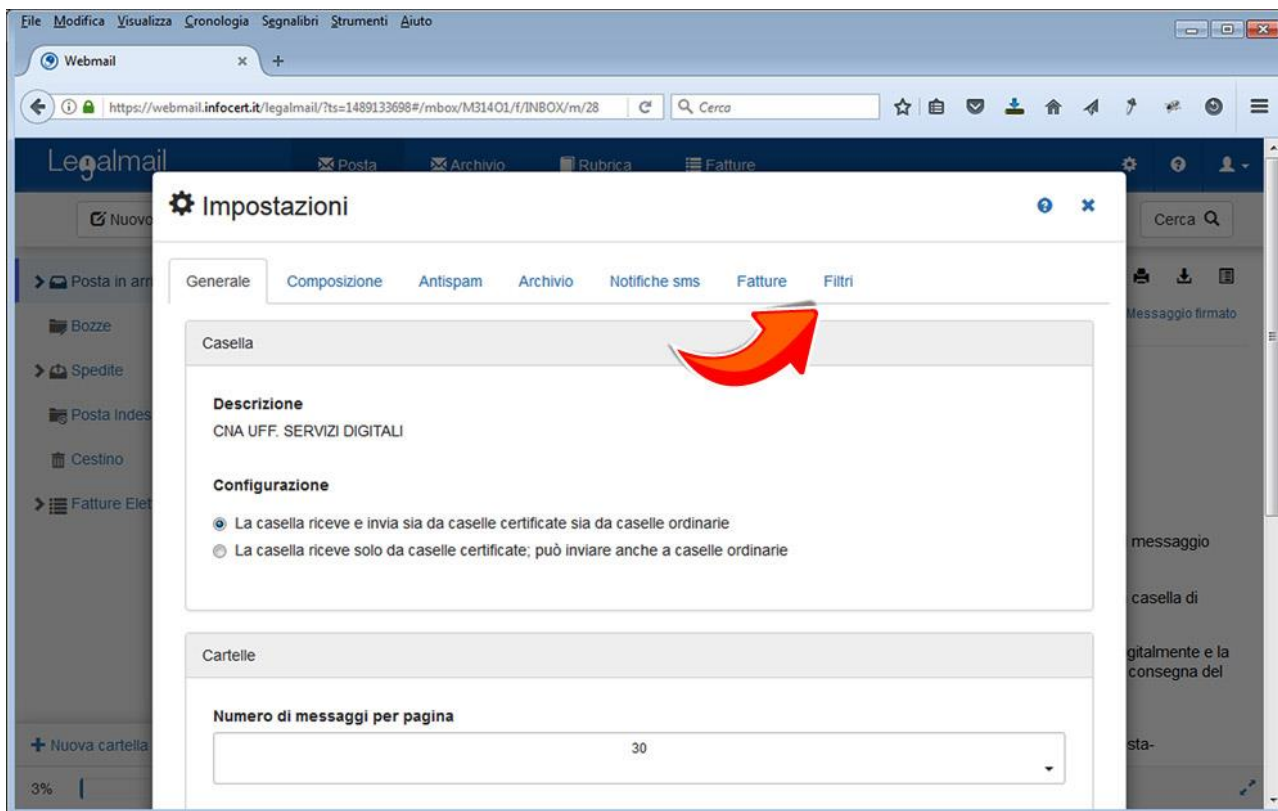 File Modifica Visualizza Cronologia Segnalibri Strumenti Aiuto
Webmail
https://webmail.infocert.it/legalmail/?ts=1489133698#/mbox/M314O1/f/INBOX/m/28
Cerca
Legalmail Posta Archivio Rubrica Fatture
Impostazioni
Nuovo
Cerca
Generale Composizione Antispam Archivio Notifiche sms Fatture Filtri
Posta in arri
Messaggio firmato
Bozze
Casella
Spedite
Descrizione
Posta Indes
CNA UFF. SERVIZI DIGITALI
Cestino
Configurazione
Fatture Elet
La casella riceve e invia sia da caselle certificate sia da caselle ordinarie
messaggio
La casella riceve solo da caselle certificate; può inviare anche a caselle ordinarie
casella di
Cartelle
gitalmente e la
consegna del
Numero di messaggi per pagina
Nuova cartella
30
sta-
3%